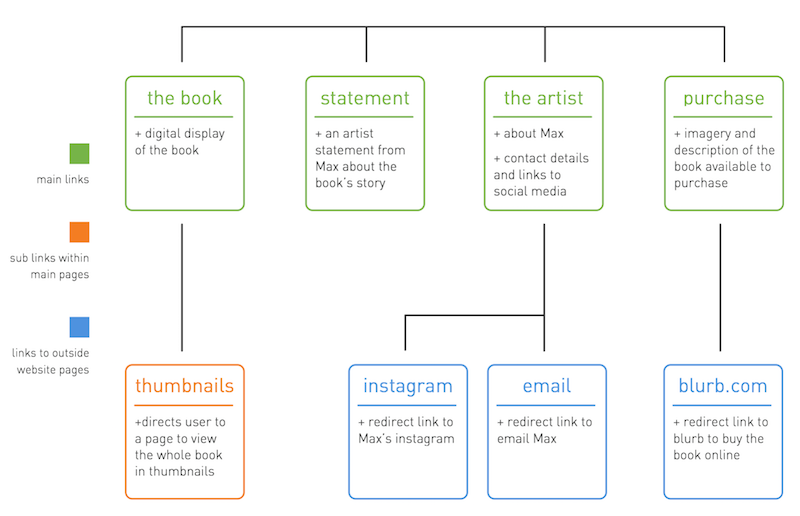 the book
+ digital display
of the book
statement
+ an artist
statement from
Max about the
book's story
the artist
+ about Max
+ contact details
and links to
social media
purchase
+ imagery and
description of the
book available to
purchase
main links
sub links within
main pages
links to outside
website pages
thumbnails
+directs user to
a page to view
the whole book
in thumbnails
instagram
+ redirect link to
Max's instagram
email
+ redirect link to
email Max
blurb.com
+ redirect link to
blurb to buy the
book online